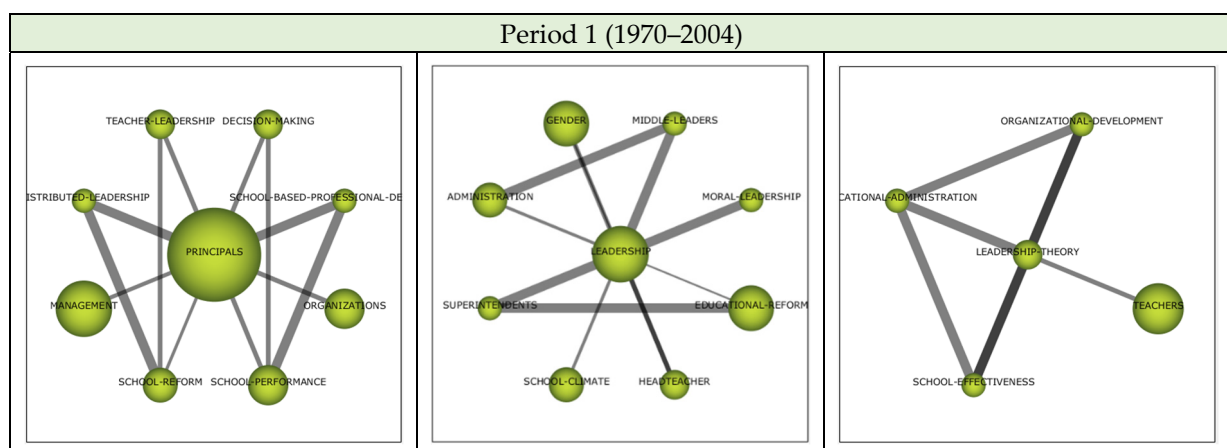 Period 1 (1970–2004)
TEACHER-LEADERSHIP
DECISION-MAKING
ISTRIBUTED-LEADERSHIP
SCHOOL-BASED-PROFESSIONAL-DE
PRINCIPALS
MANAGEMENT
ORGANIZATIONS
SCHOOL-REFORM
SCHOOL-PERFORMANCE
GENDER
MIDDLE-LEADERS
ADMINISTRATION
MORAL-LEADERSHIP
LEADERSHIP
SUPERINTENDENTS
EDUCATIONAL-REFORM
SCHOOL-CLIMATE
HEADTEACHER
ORGANIZATIONAL-DEVELOPMENT
CATIONAL-ADMINISTRATION
LEADERSHIP-THEORY
TEACHERS
SCHOOL-EFFECTIVENESS